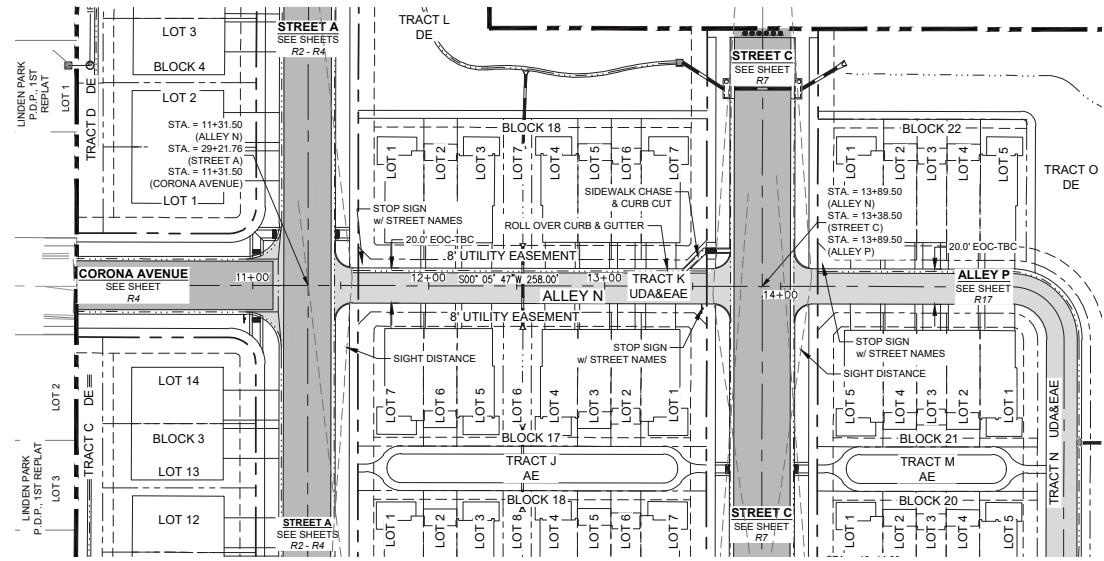 TRACT L
DE
STREET A
SEE SHEETS
R2 - R4
LOT 3
BLOCK 4
LINDEN PARK
P.D.P., 1ST
REPLAT
LOT 1
TRACT D DE
LOT 2
STA. = 11+31.50
(ALLEY N)
STA. = 29+21.76
(STREET A)
STA. = 11+31.50
(CORONA AVENUE)
LOT 1
STREET C
SEE SHEET
R7
BLOCK 18
LOT 1
LOT 2
LOT 3
LOT 7
LOT 4
LOT 5
LOT 6
LOT 7
BLOCK 22
LOT 1
LOT 2
LOT 3
LOT 4
LOT 5
TRACT O
DE
STOP SIGN
w/ STREET NAMES
SIDEWALK CHASE
& CURB CUT
ROLL OVER CURB & GUTTER
20.0' EOC-TBC
8' UTILITY EASEMENT
STA. = 13+89.50
(ALLEY N)
STA. = 13+38.50
(STREET C)
STA. = 13+89.50
(ALLEY P)
20.0' EOC-TBC
CORONA AVENUE
SEE SHEET
R4
11+00
12+00
S00° 05' 47"W 258.00'
13+00
ALLEY N
TRACT K
UDA&EAE
14+00
ALLEY P
SEE SHEET
R17
8' UTILITY EASEMENT
STOP SIGN
w/ STREET NAMES
SIGHT DISTANCE
STOP SIGN
w/ STREET NAMES
SIGHT DISTANCE
LOT 2
TRACT C DE
LOT 14
BLOCK 3
LOT 13
LOT 12
LINDEN PARK
P.D.P., 1ST REPLAT
LOT 3
LOT 7
LOT 6
LOT 5
LOT 6
LOT 4
LOT 3
LOT 2
LOT 1
BLOCK 17
TRACT J
AE
BLOCK 18
LOT 1
LOT 2
LOT 3
LOT 8
LOT 4
LOT 5
LOT 6
LOT 7
STREET A
SEE SHEETS
R2 - R4
STREET C
SEE SHEET
R7
LOT 5
LOT 4
LOT 3
LOT 2
LOT 1
BLOCK 21
TRACT M
AE
BLOCK 20
LOT 1
LOT 2
LOT 3
LOT 4
LOT 5
TRACT N UDA&EAE